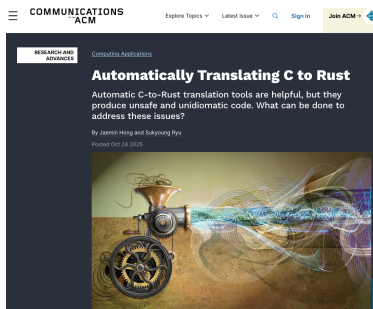 COMMUNICATIONS
OF THE ACM
Explore Topics
Latest Issue
Sign In
Join ACM
RESEARCH AND
ADVANCES
Computing Applications
Automatically Translating C to Rust
Automatic C-to-Rust translation tools are helpful, but they
produce unsafe and unidiomatic code. What can be done to
address these issues?
By Jaemin Hong and Sukyoung Ryu
Posted Oct 24 2025